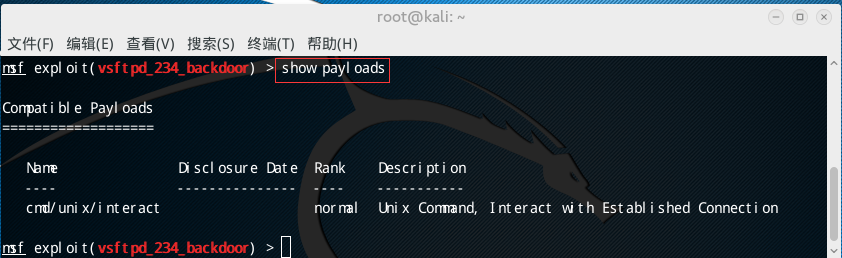 root@kali: ~
文件(F) 编辑(E) 查看(V) 搜索(S) 终端(T) 帮助(H)
msf exploit(vsftpd_234_backdoor) > show payloads
Compatible Payloads
===================
Name Disclosure Date Rank Description
---- --------------- ---- -----------
cmd/unix/interact normal Unix Command, Interact with Established Connection
msf exploit(vsftpd_234_backdoor) >